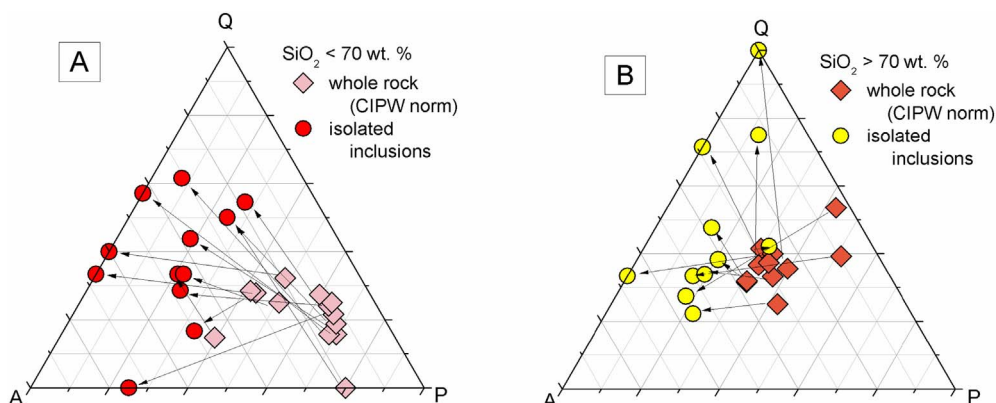 A
Q
SiO₂ < 70 wt. %
whole rock
(CIPW norm)
isolated
inclusions
A
P
B
Q
SiO₂ > 70 wt. %
whole rock
(CIPW norm)
isolated
inclusions
A
P